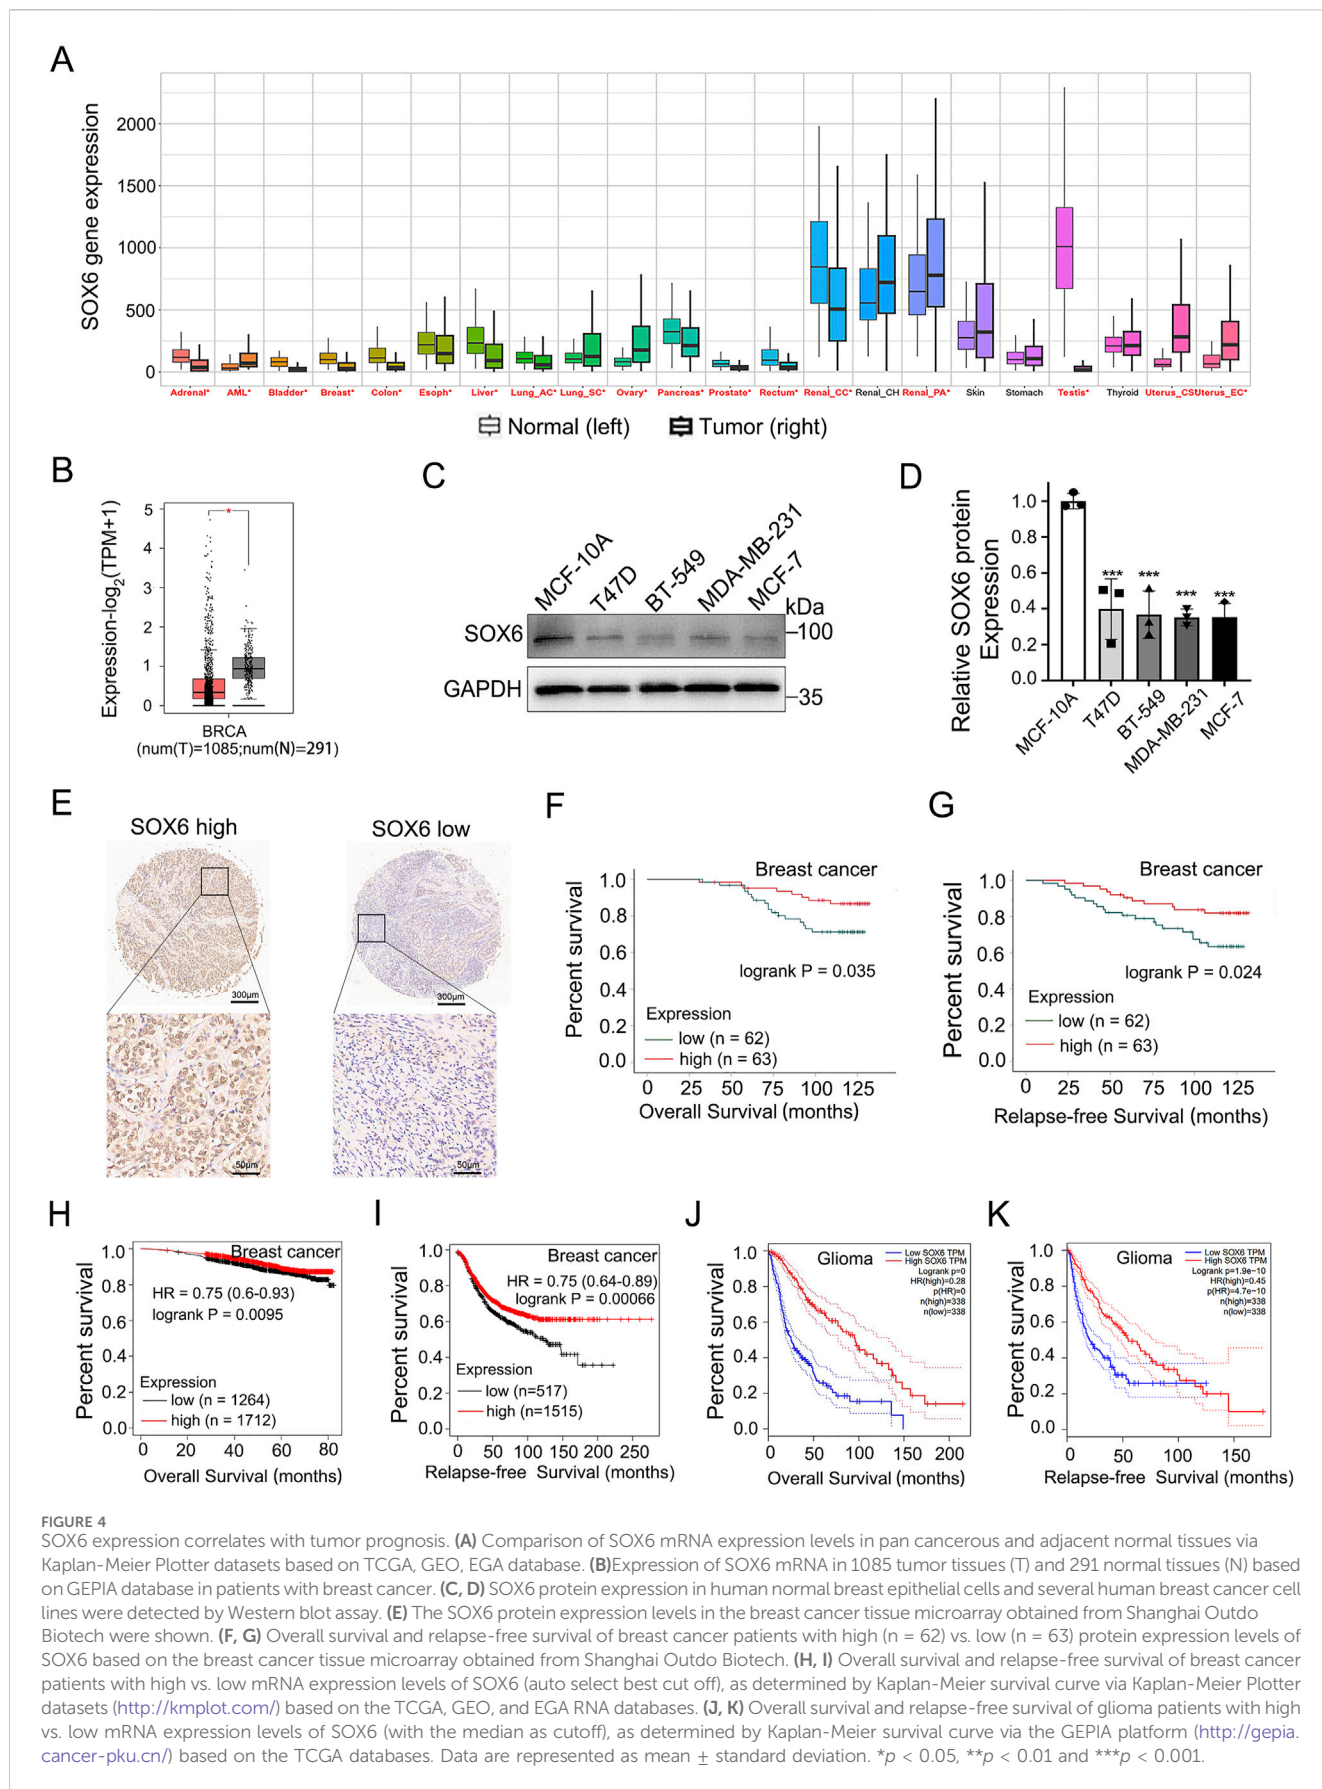 A
SOX6 gene expression
2000
1500
1000
500
0
Adrenal* AML* Bladder* Breast* Colon* Esoph* Liver* Lung_AC* Lung_SC* Ovary* Pancreas* Prostate* Rectum* Renal_CC* Renal_CH Renal_PA* Skin Stomach Testis* Thyroid Uterus_CS* Uterus_EC*
Normal (left) Tumor (right)
B
Expression-log2(TPM+1)
5
4
3
2
1
0
*
BRCA
(num(T)=1085;num(N)=291)
C
MCF-10A T47D BT-549 MDA-MB-231 MCF-7
kDa
SOX6 –100
GAPDH –35
D
Relative SOX6 protein
Expression
1.0
0.8
0.6
0.4
0.2
0.0
*** *** *** ***
MCF-10A T47D BT-549 MDA-MB-231 MCF-7
E
SOX6 high SOX6 low
300µm 300µm
50µm 50µm
F
Breast cancer
Percent survival
1.0
0.8
0.6
0.4
0.2
0.0
logrank P = 0.035
Expression
low (n = 62)
high (n = 63)
0 25 50 75 100 125
Overall Survival (months)
G
Breast cancer
Percent survival
1.0
0.8
0.6
0.4
0.2
0.0
logrank P = 0.024
Expression
low (n = 62)
high (n = 63)
0 25 50 75 100 125
Relapse-free Survival (months)
H
Percent survival
1.0
0.8
0.6
0.4
0.2
0.0
Breast cancer
HR = 0.75 (0.6-0.93)
logrank P = 0.0095
Expression
low (n = 1264)
high (n = 1712)
0 20 40 60 80
Overall Survival (months)
I
Percent survival
1.0
0.8
0.6
0.4
0.2
0.0
Breast cancer
HR = 0.75 (0.64-0.89)
logrank P = 0.00066
Expression
low (n=517)
high (n=1515)
0 50 100 150 200 250
Relapse-free Survival (months)
J
Percent survival
1.0
0.8
0.6
0.4
0.2
0.0
Glioma
Low SOX6 TPM
High SOX6 TPM
Logrank p=0
HR(high)=0.28
p(HR)=0
n(high)=338
n(low)=338
0 50 100 150 200
Overall Survival (months)
K
Percent survival
1.0
0.8
0.6
0.4
0.2
0.0
Glioma
Low SOX6 TPM
High SOX6 TPM
Logrank p=1.9e−10
HR(high)=0.45
p(HR)=4.7e−10
n(high)=338
n(low)=338
0 50 100 150
Relapse-free Survival (months)
FIGURE 4
SOX6 expression correlates with tumor prognosis. (A) Comparison of SOX6 mRNA expression levels in pan cancerous and adjacent normal tissues via
Kaplan-Meier Plotter datasets based on TCGA, GEO, EGA database. (B)Expression of SOX6 mRNA in 1085 tumor tissues (T) and 291 normal tissues (N) based
on GEPIA database in patients with breast cancer. (C, D) SOX6 protein expression in human normal breast epithelial cells and several human breast cancer cell
lines were detected by Western blot assay. (E) The SOX6 protein expression levels in the breast cancer tissue microarray obtained from Shanghai Outdo
Biotech were shown. (F, G) Overall survival and relapse-free survival of breast cancer patients with high (n = 62) vs. low (n = 63) protein expression levels of
SOX6 based on the breast cancer tissue microarray obtained from Shanghai Outdo Biotech. (H, I) Overall survival and relapse-free survival of breast cancer
patients with high vs. low mRNA expression levels of SOX6 (auto select best cut off), as determined by Kaplan-Meier survival curve via Kaplan-Meier Plotter
datasets (http://kmplot.com/) based on the TCGA, GEO, and EGA RNA databases. (J, K) Overall survival and relapse-free survival of glioma patients with high
vs. low mRNA expression levels of SOX6 (with the median as cutoff), as determined by Kaplan-Meier survival curve via the GEPIA platform (http://gepia.
cancer-pku.cn/) based on the TCGA databases. Data are represented as mean ± standard deviation. *p < 0.05, **p < 0.01 and ***p < 0.001.